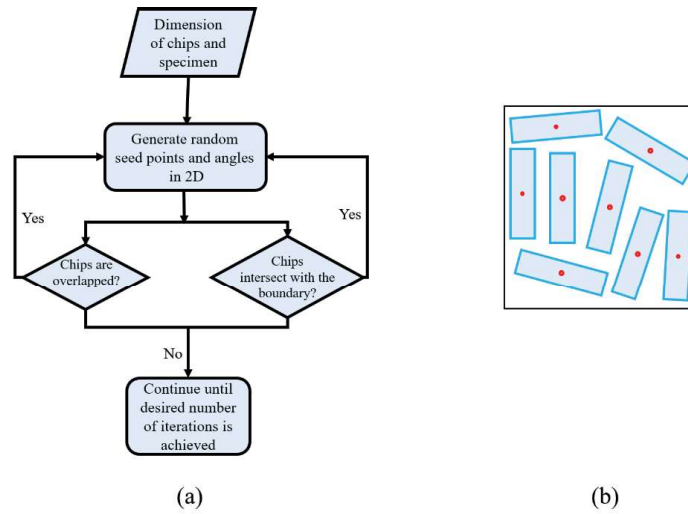 Dimension
of chips and
specimen
Generate random
seed points and angles
in 2D
Yes
Yes
Chips are
overlapped?
Chips
intersect with the
boundary?
No
Continue until
desired number
of iterations is
achieved
(a)
(b)